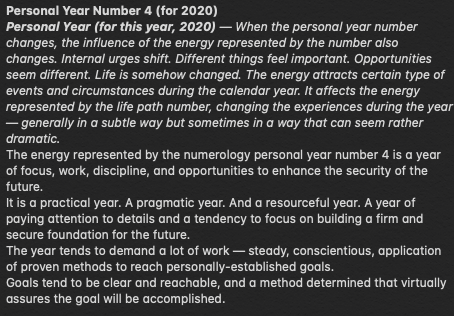 Personal Year Number 4 (for 2020)
Personal Year (for this year, 2020) — When the personal year number
changes, the influence of the energy represented by the number also
changes. Internal urges shift. Different things feel important. Opportunities
seem different. Life is somehow changed. The energy attracts certain type of
events and circumstances during the calendar year. It affects the energy
represented by the life path number, changing the experiences during the year
— generally in a subtle way but sometimes in a way that can seem rather
dramatic.
The energy represented by the numerology personal year number 4 is a year
of focus, work, discipline, and opportunities to enhance the security of the
future.
It is a practical year. A pragmatic year. And a resourceful year. A year of
paying attention to details and a tendency to focus on building a firm and
secure foundation for the future.
The year tends to demand a lot of work — steady, conscientious, application
of proven methods to reach personally-established goals.
Goals tend to be clear and reachable, and a method determined that virtually
assures the goal will be accomplished.